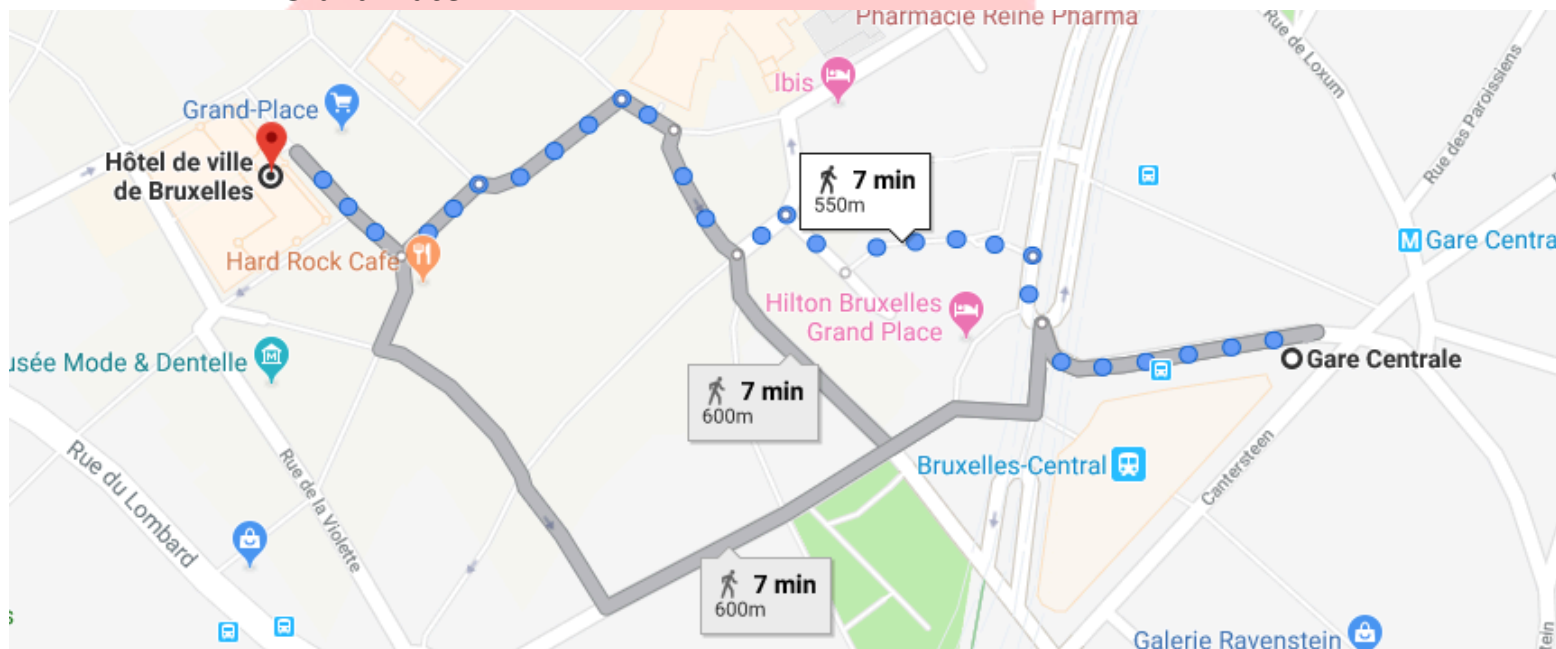 Pharmacie Reine Pharma
Rue de Loxum
Rue des Paroissiens
Ibis
Grand-Place
Hôtel de ville
de Bruxelles
7 min
550m
M Gare Centra
Hard Rock Cafe
Hilton Bruxelles
Grand Place
usée Mode & Dentelle
M
Gare Centrale
7 min
600m
Rue du Lombard
Rue de la Violette
Bruxelles-Central
Cantersteen
7 min
600m
s
Galerie Ravenstein
tein